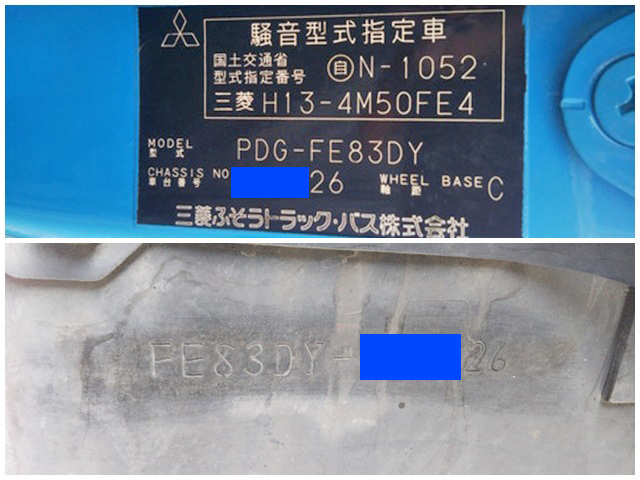 騒音型式指定車
国土交通省
型式指定番号 自N-1052
三菱 H13-4M50FE4
MODEL
型式 PDG-FE83DY
CHASSIS NO 26 WHEEL BASE C
車台番号 軸距
三菱ふそうトラック・バス株式会社
FE83DY- 26